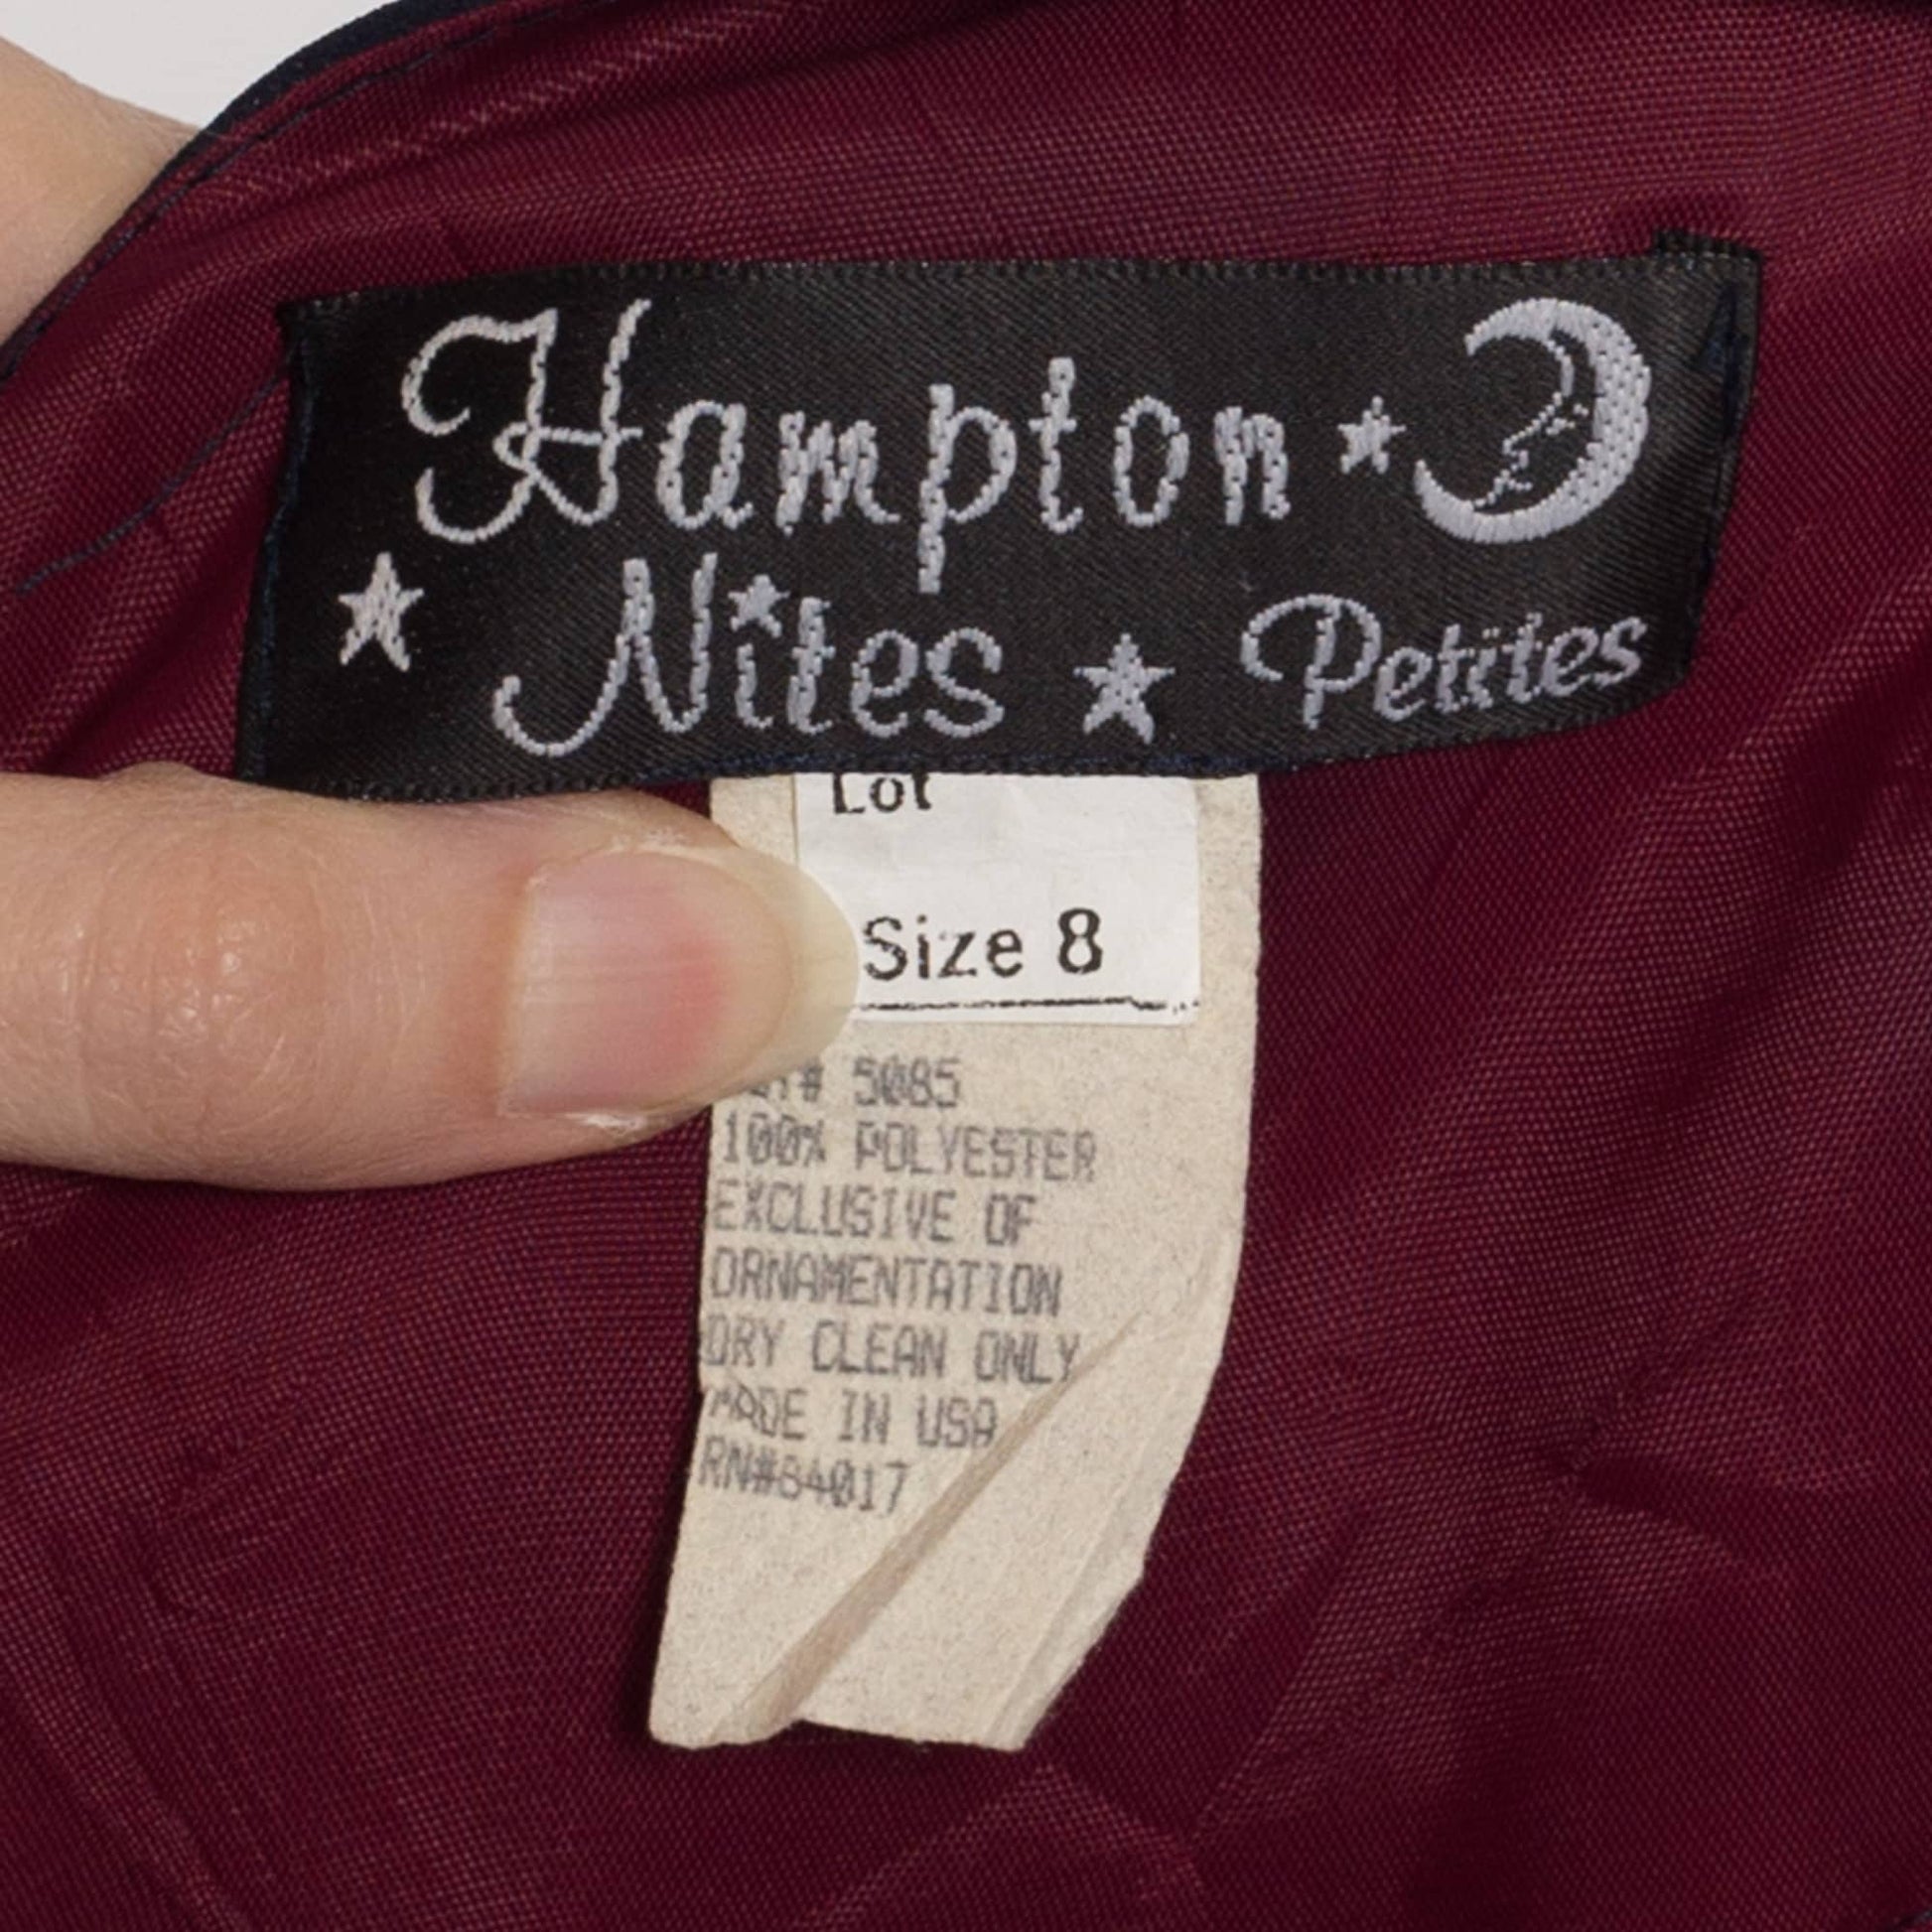 Hampton
Nites Petites
Lot
Size 8
# 5085
100% POLYESTER
EXCLUSIVE OF
ORNAMENTATION
DRY CLEAN ONLY
MADE IN USA
RN#84017